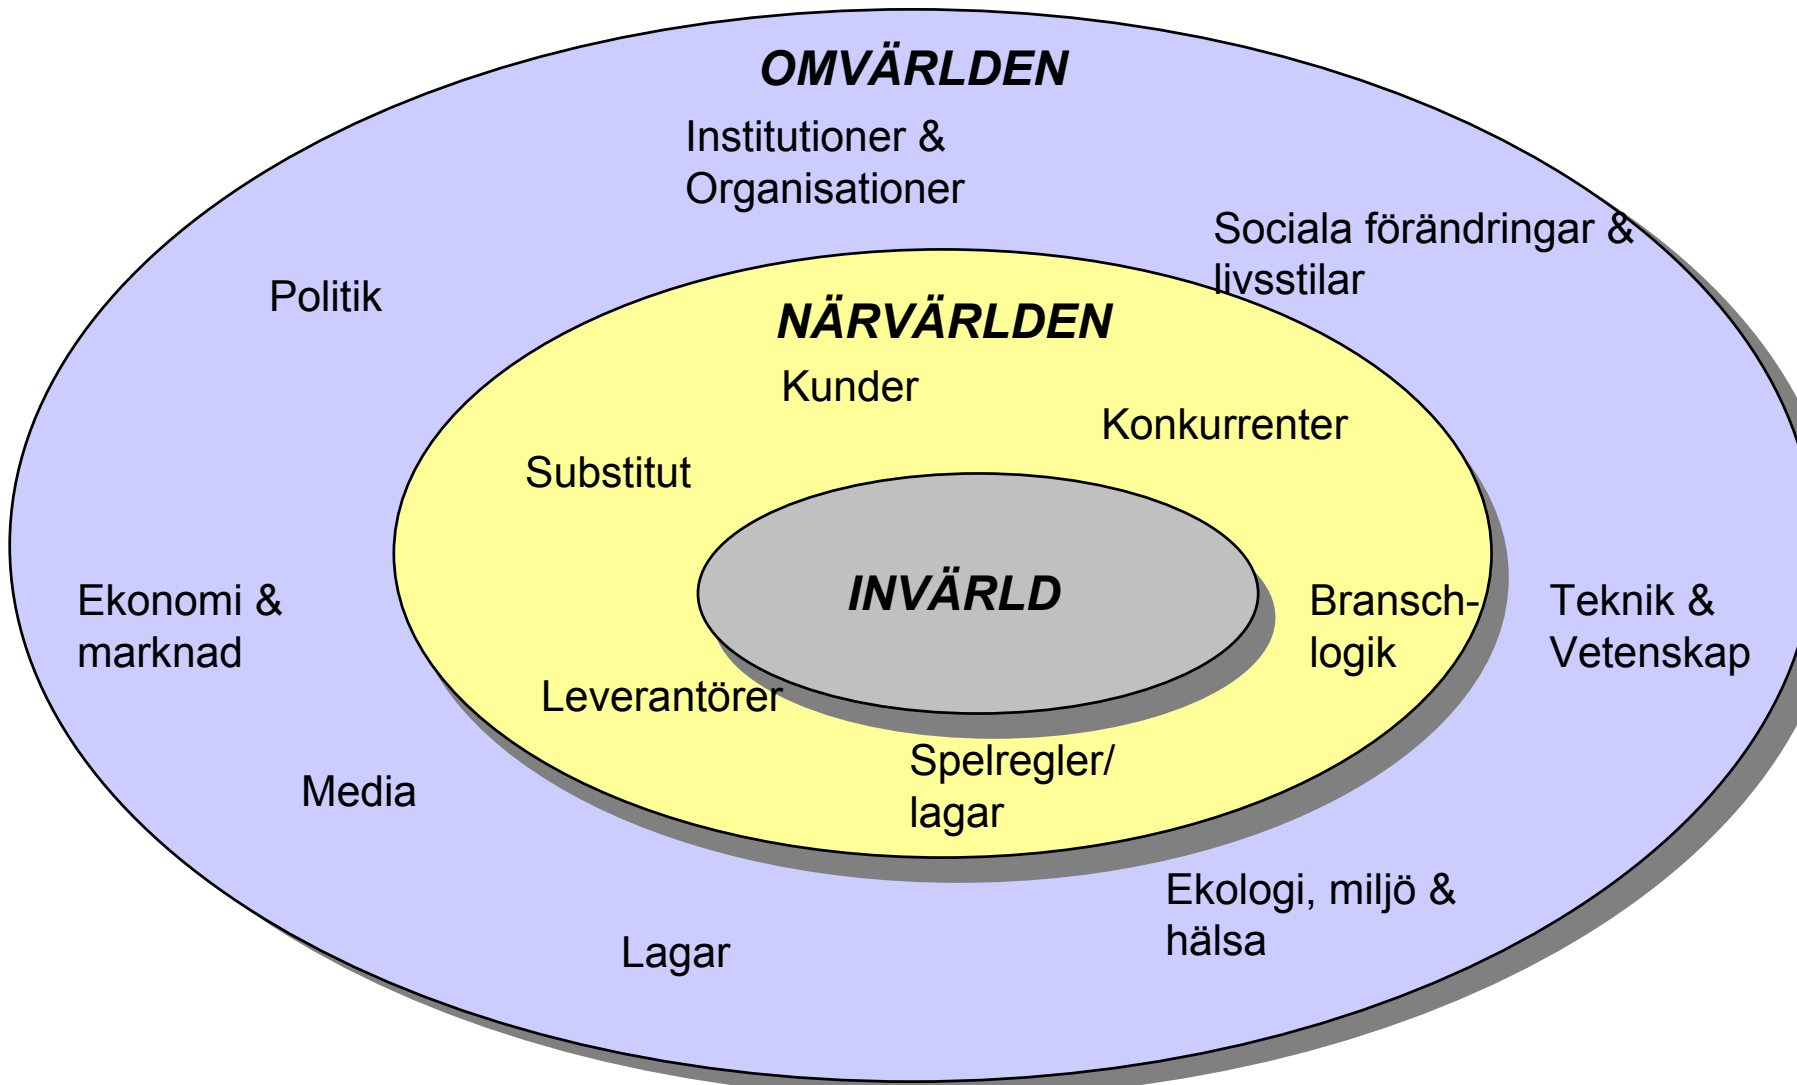 OMVÄRLDEN
Institutioner &
Organisationer
Sociala förändringar &
livsstilar
Politik
NÄRVÄRLDEN
Kunder
Konkurrenter
Substitut
INVÄRLD
Ekonomi &
marknad
Bransch-
logik
Teknik &
Vetenskap
Leverantörer
Spelregler/
lagar
Media
Ekologi, miljö &
hälsa
Lagar